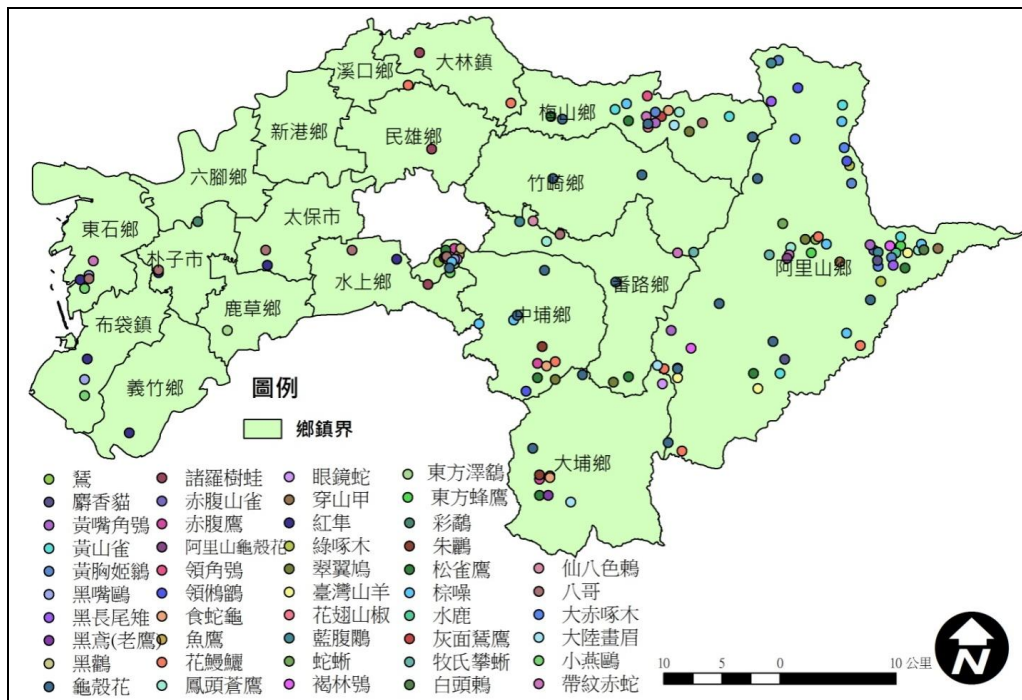 大林鎮
溪口鄉
梅山鄉
新港鄉
民雄鄉
六腳鄉
竹崎鄉
太保市
東石鄉
朴子市
水上鄉
阿里山鄉
番路鄉
鹿草鄉
中埔鄉
布袋鎮
義竹鄉
大埔鄉
圖例
鄉鎮界
鵟
麝香貓
黃嘴角鴞
黃山雀
黃胸姬鶲
黑嘴鷗
黑長尾雉
黑鳶(老鷹)
黑鸛
龜殼花
諸羅樹蛙
赤腹山雀
赤腹鷹
阿里山龜殼花
領角鴞
領鵂鶹
食蛇龜
魚鷹
花鰻鱺
鳳頭蒼鷹
眼鏡蛇
穿山甲
紅隼
綠啄木
翠翼鳩
臺灣山羊
花翅山椒
藍腹鷴
蛇蜥
褐林鴞
東方澤鵟
東方蜂鷹
彩鷸
朱鸝
松雀鷹
棕噪
水鹿
灰面鵟鷹
牧氏攀蜥
白頭鶇
仙八色鶇
八哥
大赤啄木
大陸畫眉
小燕鷗
帶紋赤蛇
10 5 0 10 公里
N